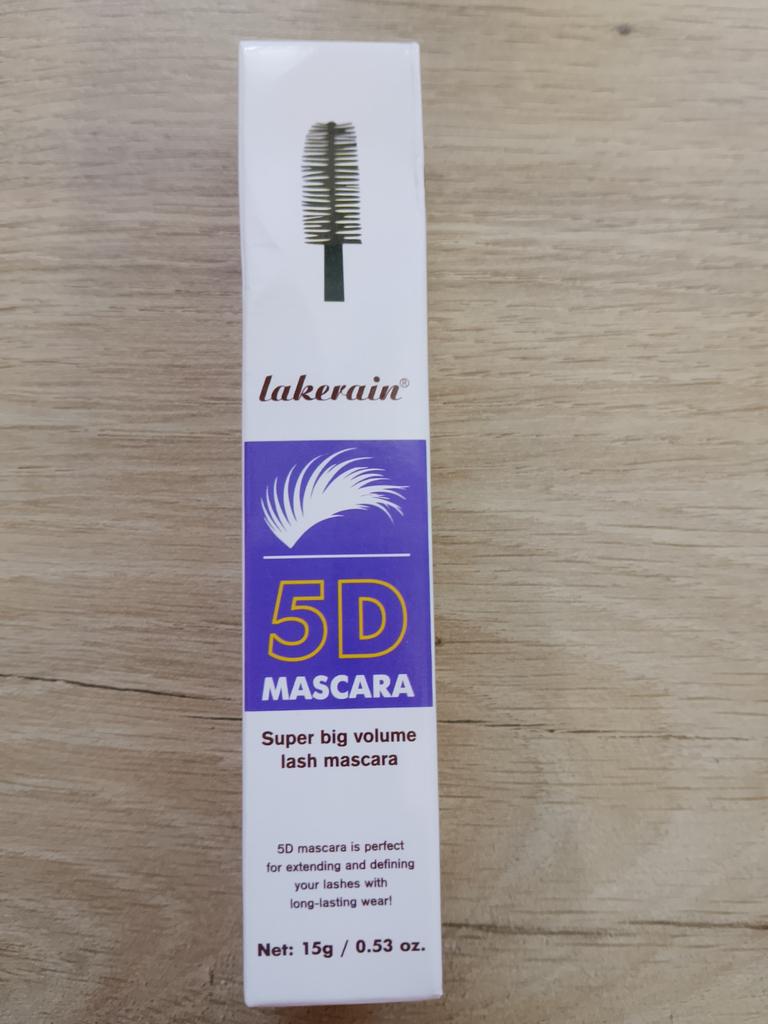 lakerain®
5D
MASCARA
Super big volume
lash mascara
5D mascara is perfect
for extending and defining
your lashes with
long-lasting wear!
Net: 15g / 0.53 oz.